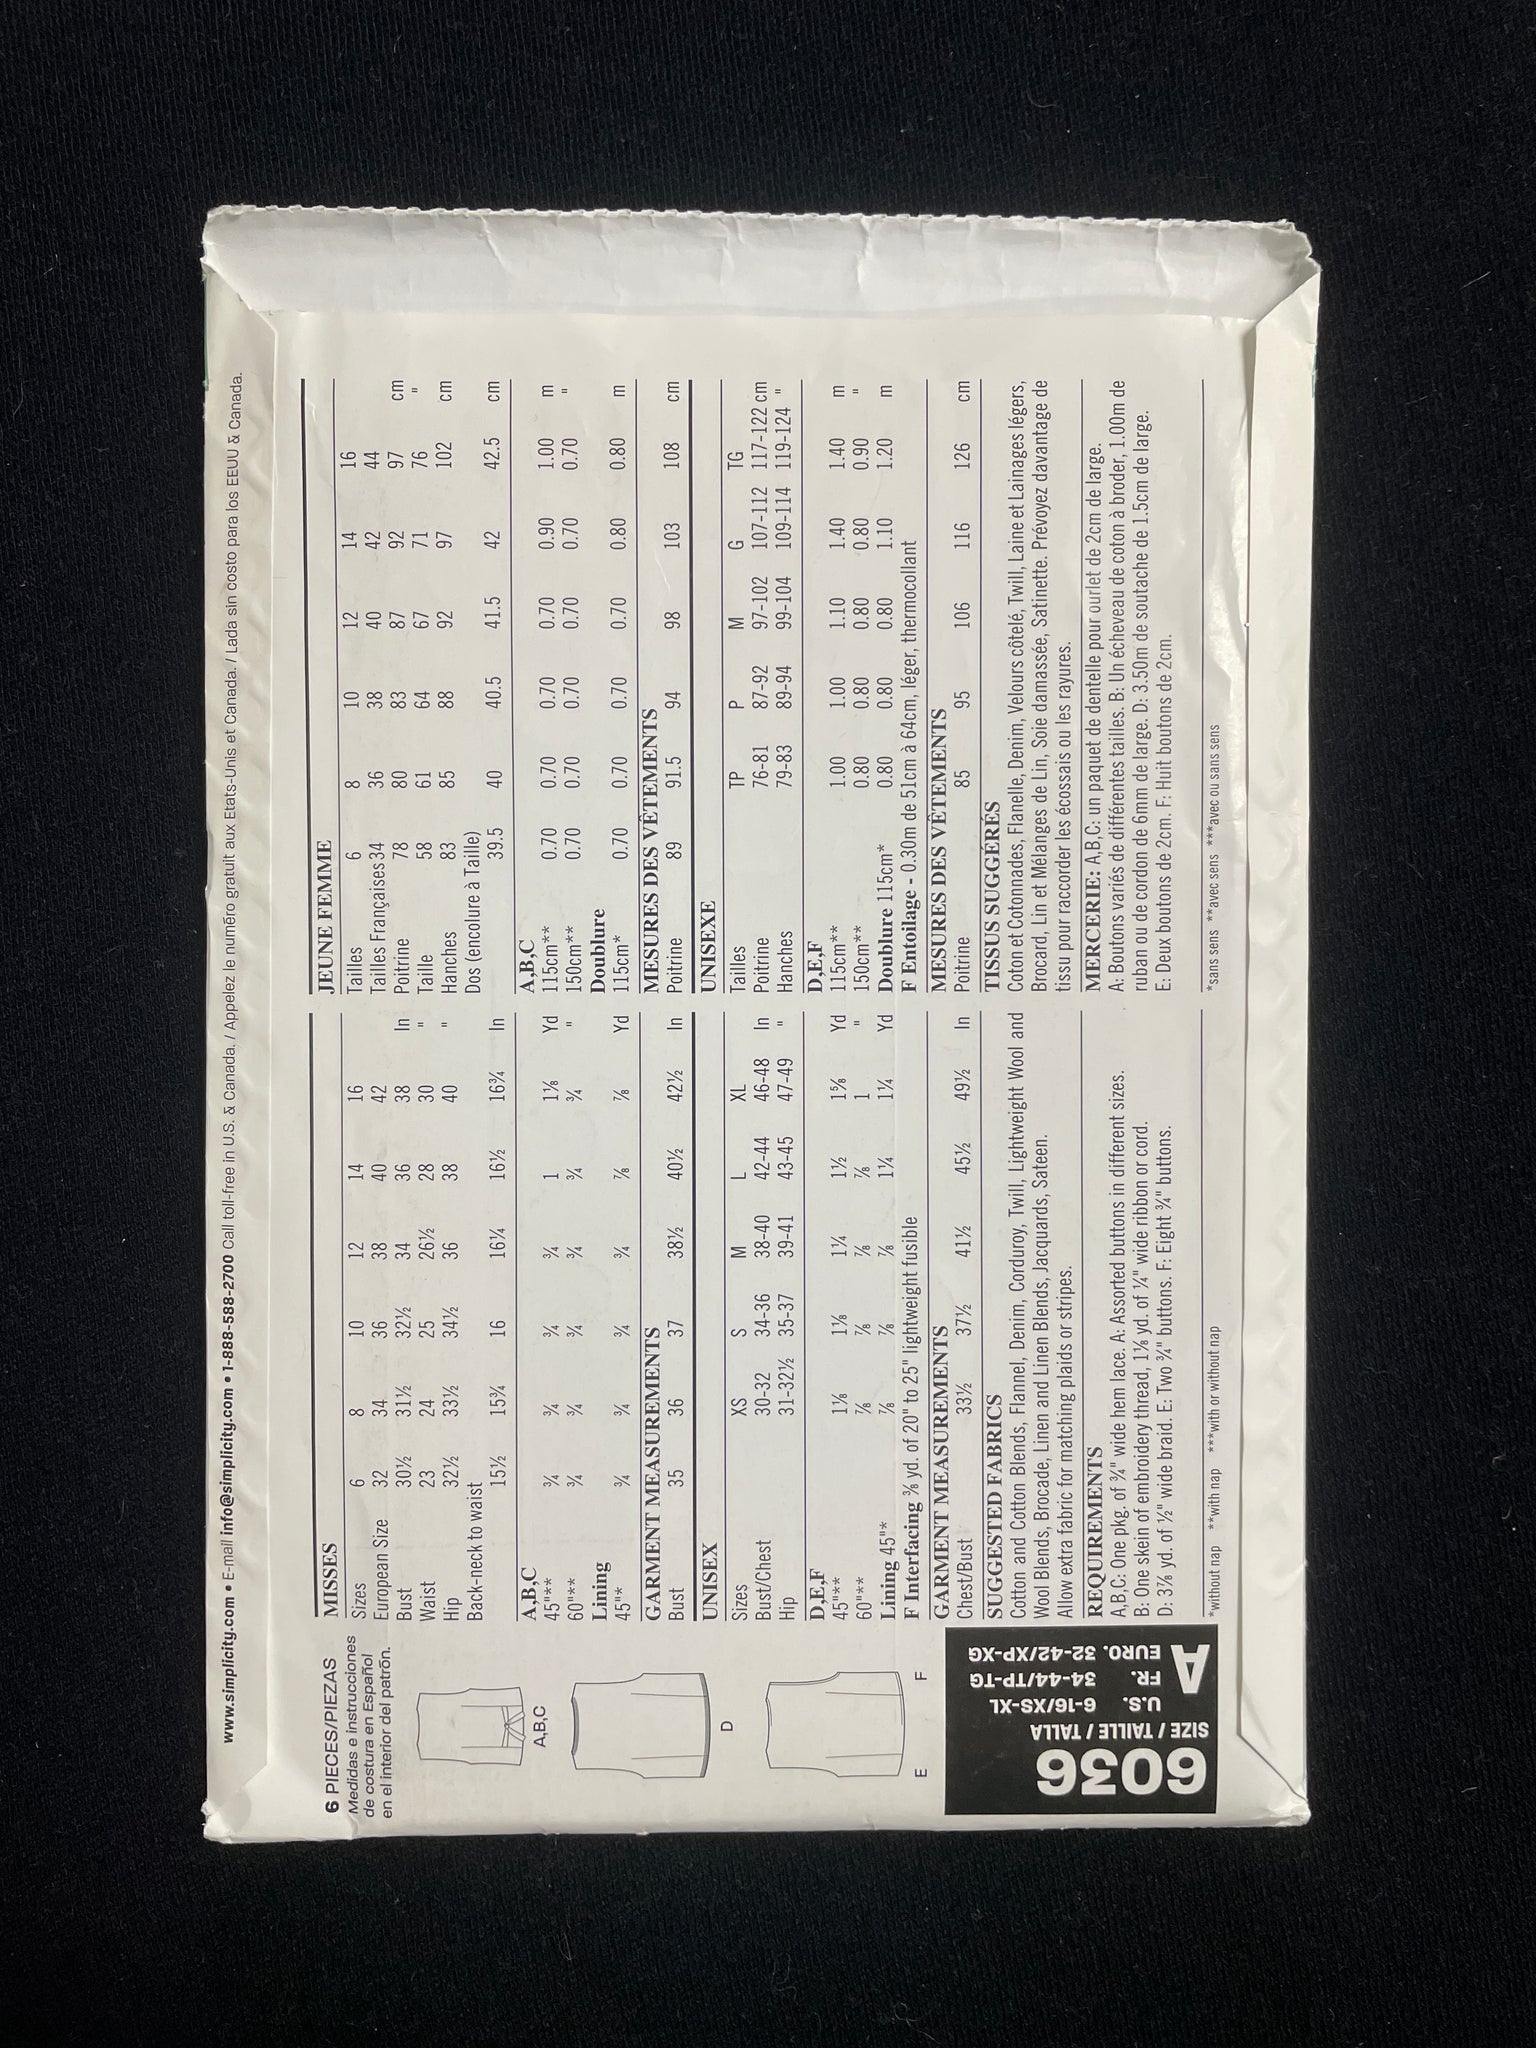 www.simplicity.com • E-mail info@simplicity.com • 1-888-588-2700 Call toll-free in U.S. & Canada. / Appelez le numéro gratuit aux Etats-Unis et Canada. / Lada sin costo para los EEUU & Canada.
6 PIECES/PIEZAS
Medidas e instrucciones
de costura en Español
en el interior del patrón.
A,B,C
D
E F
6036
SIZE / TAILLE / TALLA
U.S. 6-16/XS-XL
FR. 34-44/TP-TG
EURO. 32-42/XP-XG
A
MISSES
Sizes 6 8 10 12 14 16
European Size 32 34 36 38 40 42
Bust 30½ 31½ 32½ 34 36 38 In
Waist 23 24 25 26½ 28 30 "
Hip 32½ 33½ 34½ 36 38 40 "
Back-neck to waist
15½ 15¾ 16 16¼ 16½ 16¾ In
A,B,C
45"** ¾ ¾ ¾ ¾ 1 1⅛ Yd
60"** ¾ ¾ ¾ ¾ ¾ ¾ "
Lining
45"* ¾ ¾ ¾ ¾ ⅞ ⅞ Yd
GARMENT MEASUREMENTS
Bust 35 36 37 38½ 40½ 42½ In
UNISEX
Sizes XS S M L XL
Bust/Chest 30-32 34-36 38-40 42-44 46-48 In
Hip 31-32½ 35-37 39-41 43-45 47-49 "
D,E,F
45"** 1⅛ 1⅛ 1¼ 1½ 1⅝ Yd
60"** ⅞ ⅞ ⅞ ⅞ 1 "
Lining 45"* ⅞ ⅞ ⅞ 1¼ 1¼ Yd
F Interfacing ⅜ yd. of 20" to 25" lightweight fusible
GARMENT MEASUREMENTS
Chest/Bust 33½ 37½ 41½ 45½ 49½ In
SUGGESTED FABRICS
Cotton and Cotton Blends, Flannel, Denim, Corduroy, Twill, Lightweight Wool and
Wool Blends, Brocade, Linen and Linen Blends, Jacquards, Sateen.
Allow extra fabric for matching plaids or stripes.
REQUIREMENTS
A,B,C: One pkg. of ¾" wide hem lace. A: Assorted buttons in different sizes.
B: One skein of embroidery thread, 1⅛ yd. of ¼" wide ribbon or cord.
D: 3⅞ yd. of ½" wide braid. E: Two ¾" buttons. F: Eight ¾" buttons.
*without nap **with nap ***with or without nap
JEUNE FEMME
Tailles 6 8 10 12 14 16
Tailles Françaises 34 36 38 40 42 44
Poitrine 78 80 83 87 92 97 cm
Taille 58 61 64 67 71 76 "
Hanches 83 85 88 92 97 102 cm
Dos (encolure à Taille)
39.5 40 40.5 41.5 42 42.5 cm
A,B,C
115cm** 0.70 0.70 0.70 0.70 0.90 1.00 m
150cm** 0.70 0.70 0.70 0.70 0.70 0.70 "
Doublure
115cm* 0.70 0.70 0.70 0.70 0.80 0.80 m
MESURES DES VÊTEMENTS
Poitrine 89 91.5 94 98 103 108 cm
UNISEXE
Tailles TP P M G TG
Poitrine 76-81 87-92 97-102 107-112 117-122 cm
Hanches 79-83 89-94 99-104 109-114 119-124 "
D,E,F
115cm** 1.00 1.00 1.10 1.40 1.40 m
150cm** 0.80 0.80 0.80 0.80 0.90 "
Doublure 115cm* 0.80 0.80 0.80 1.10 1.20 m
F Entoilage - 0.30m de 51cm à 64cm, léger, thermocollant
MESURES DES VÊTEMENTS
Poitrine 85 95 106 116 126 cm
TISSUS SUGGÉRÉS
Coton et Cotonnades, Flanelle, Denim, Velours côtelé, Twill, Laine et Lainages légers,
Brocard, Lin et Mélanges de Lin, Soie damassée, Satinette. Prévoyez davantage de
tissu pour raccorder les écossais ou les rayures.
MERCERIE: A,B,C: un paquet de dentelle pour ourlet de 2cm de large.
A: Boutons variés de différentes tailles. B: Un écheveau de coton à broder, 1.00m de
ruban ou de cordon de 6mm de large. D: 3.50m de soutache de 1.5cm de large.
E: Deux boutons de 2cm. F: Huit boutons de 2cm.
*sans sens **avec sens ***avec ou sans sens